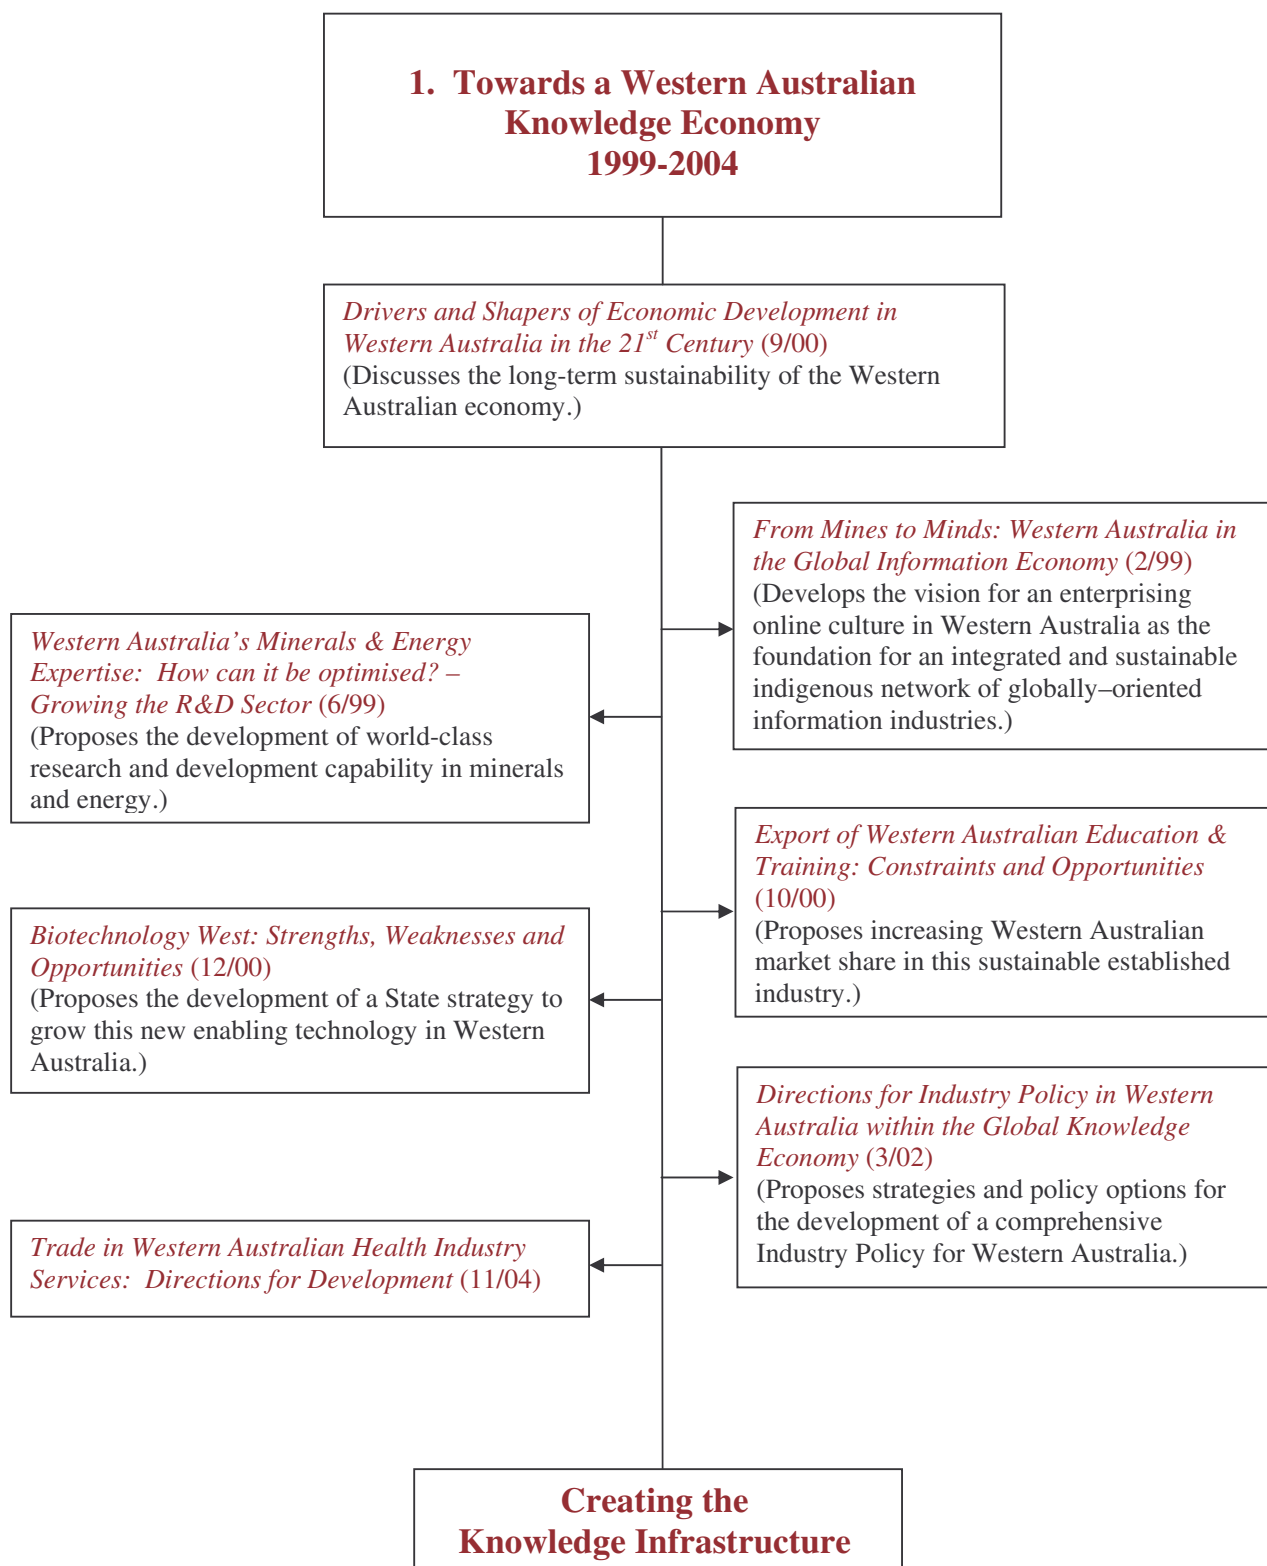 1. Towards a Western Australian
Knowledge Economy
1999-2004
Drivers and Shapers of Economic Development in
Western Australia in the 21st Century (9/00)
(Discusses the long-term sustainability of the Western
Australian economy.)
From Mines to Minds: Western Australia in
the Global Information Economy (2/99)
(Develops the vision for an enterprising
online culture in Western Australia as the
foundation for an integrated and sustainable
indigenous network of globally–oriented
information industries.)
Western Australia’s Minerals & Energy
Expertise: How can it be optimised? –
Growing the R&D Sector (6/99)
(Proposes the development of world-class
research and development capability in minerals
and energy.)
Export of Western Australian Education &
Training: Constraints and Opportunities
(10/00)
(Proposes increasing Western Australian
market share in this sustainable established
industry.)
Biotechnology West: Strengths, Weaknesses and
Opportunities (12/00)
(Proposes the development of a State strategy to
grow this new enabling technology in Western
Australia.)
Directions for Industry Policy in Western
Australia within the Global Knowledge
Economy (3/02)
(Proposes strategies and policy options for
the development of a comprehensive
Industry Policy for Western Australia.)
Trade in Western Australian Health Industry
Services: Directions for Development (11/04)
Creating the
Knowledge Infrastructure